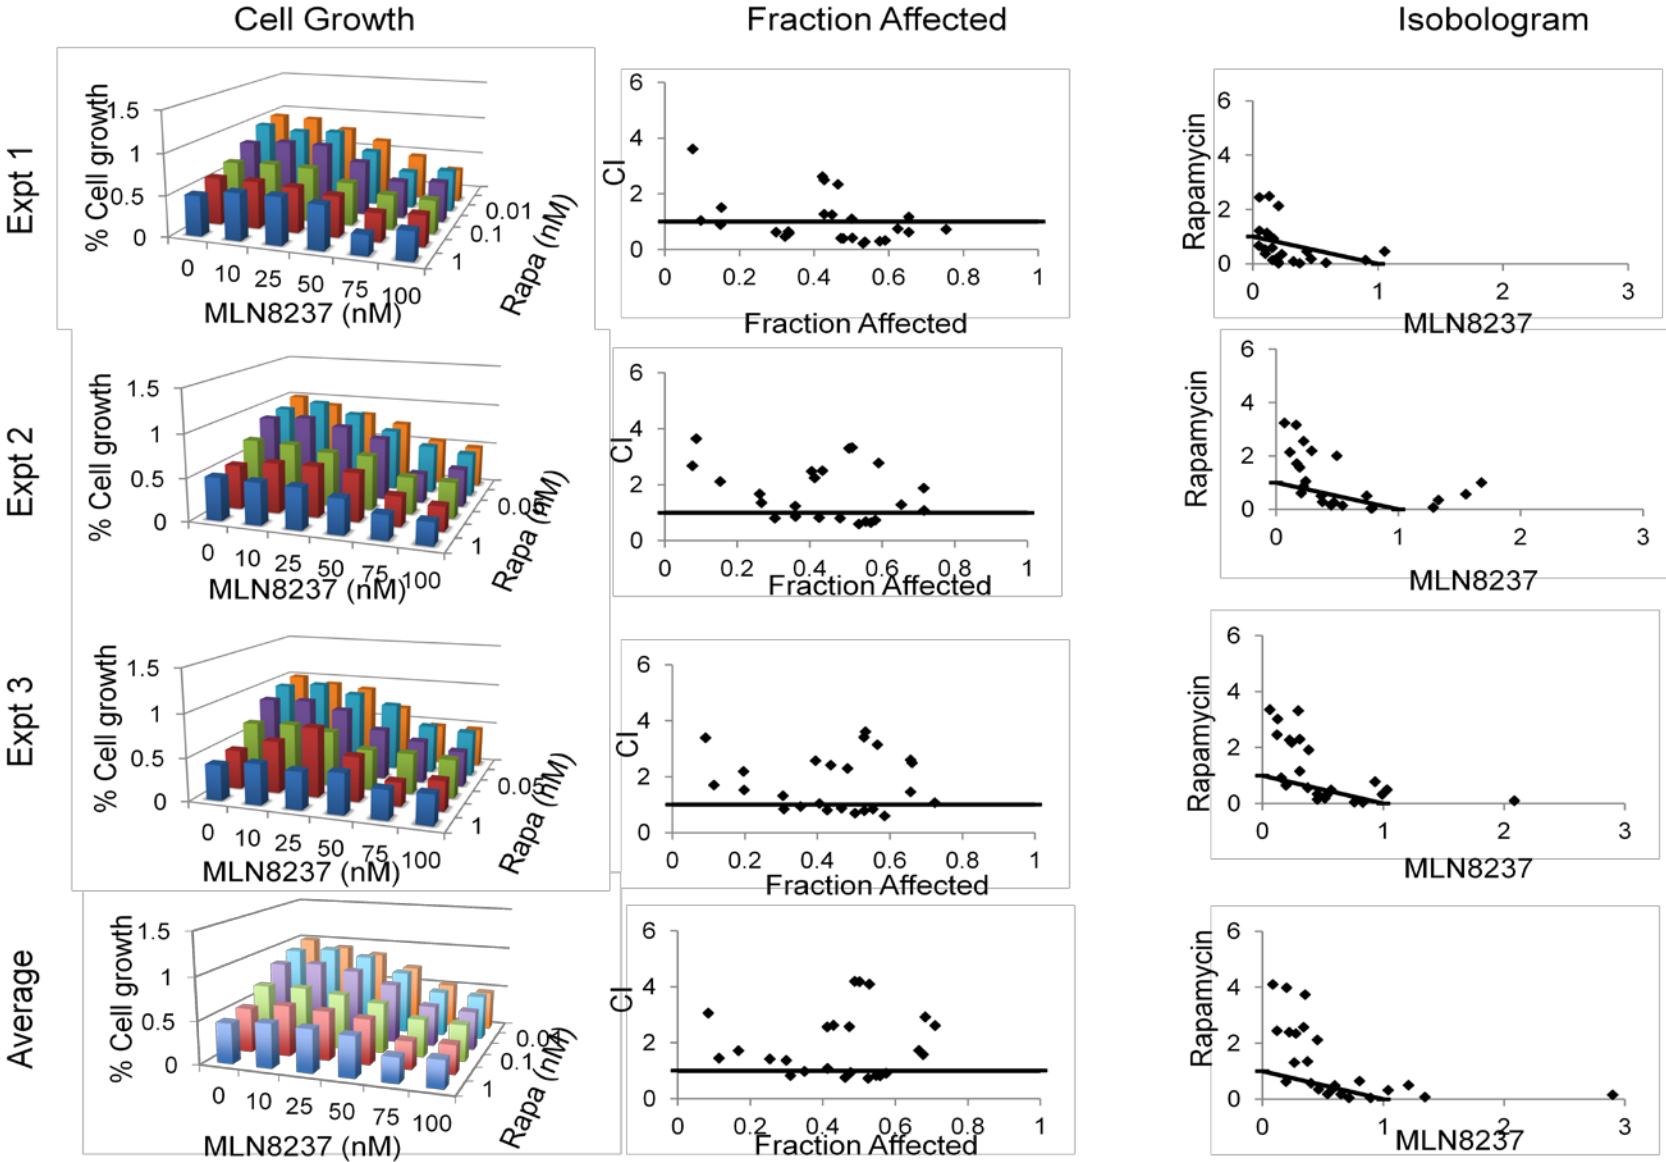 Cell Growth Fraction Affected Isobologram
Expt 1
% Cell growth
1.5
1
0.5
0
0 10 25 50 75 100
MLN8237 (nM)
0.01
0.1
1
Rapa (nM)
CI
6
4
2
0
0 0.2 0.4 0.6 0.8 1
Fraction Affected
Rapamycin
6
4
2
0
0 1 2 3
MLN8237
Expt 2
% Cell growth
1.5
1
0.5
0
0 10 25 50 75 100
MLN8237 (nM)
0.05
1
Rapa (nM)
CI
6
4
2
0
0 0.2 0.4 0.6 0.8 1
Fraction Affected
Rapamycin
6
4
2
0
0 1 2 3
MLN8237
Expt 3
% Cell growth
1.5
1
0.5
0
0 10 25 50 75 100
MLN8237 (nM)
0.05
1
Rapa (nM)
CI
6
4
2
0
0 0.2 0.4 0.6 0.8 1
Fraction Affected
Rapamycin
6
4
2
0
0 1 2 3
MLN8237
Average
% Cell growth
1.5
1
0.5
0
0 10 25 50 75 100
MLN8237 (nM)
0.1
1
Rapa (nM)
CI
6
4
2
0
0 0.2 0.4 0.6 0.8 1
Fraction Affected
Rapamycin
6
4
2
0
0 1 2 3
MLN8237